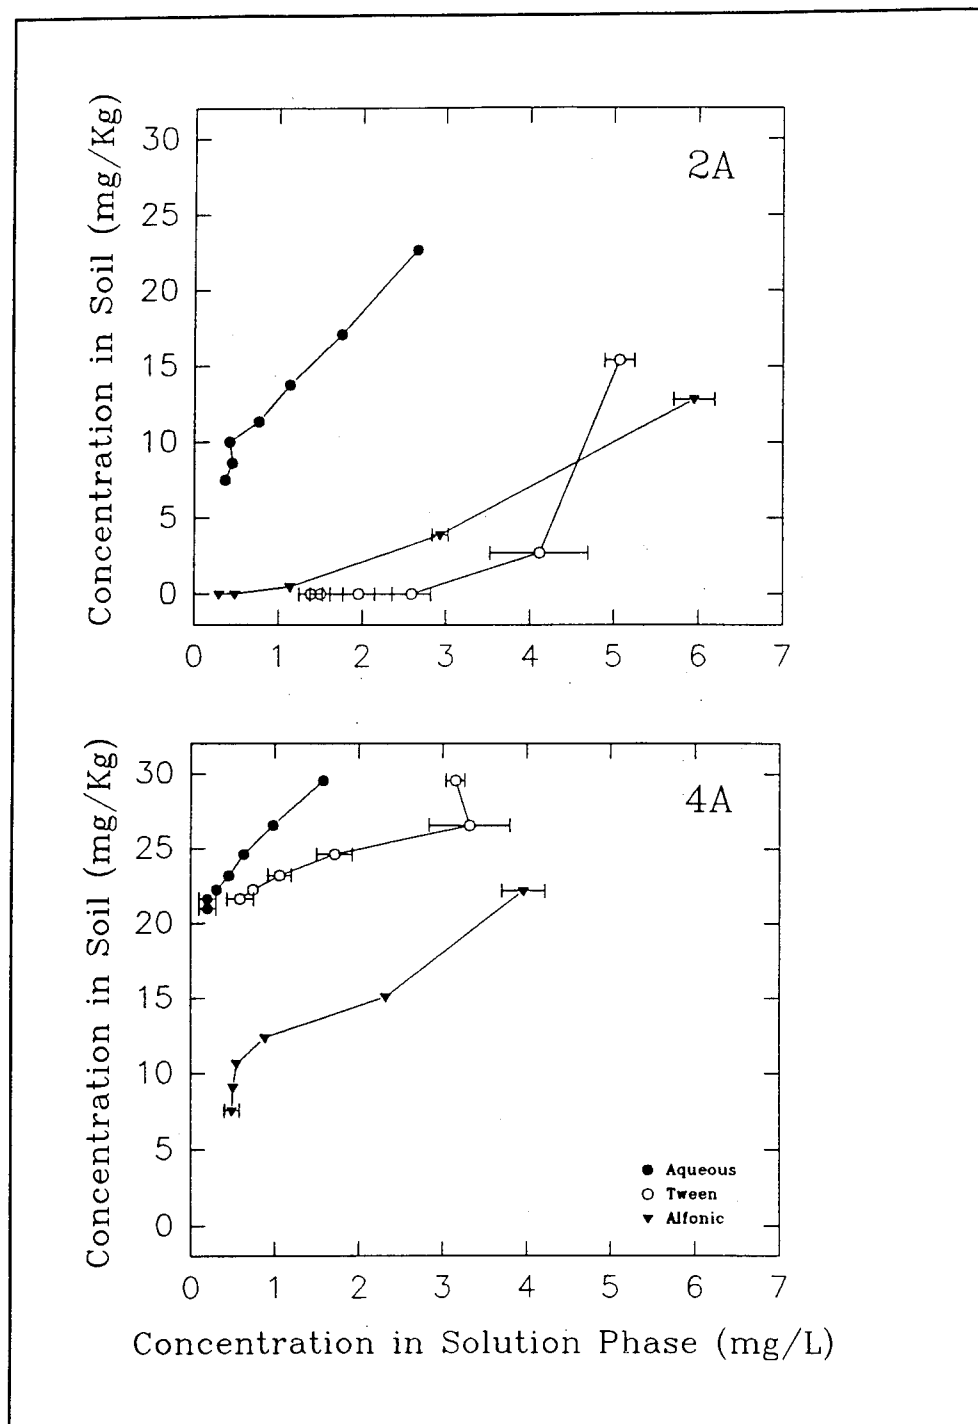 Concentration in Soil (mg/Kg)
30
25
20
15
10
5
0
2A
0 1 2 3 4 5 6 7
Concentration in Soil (mg/Kg)
30
25
20
15
10
5
0
4A
Aqueous
Tween
Alfonic
0 1 2 3 4 5 6 7
Concentration in Solution Phase (mg/L)